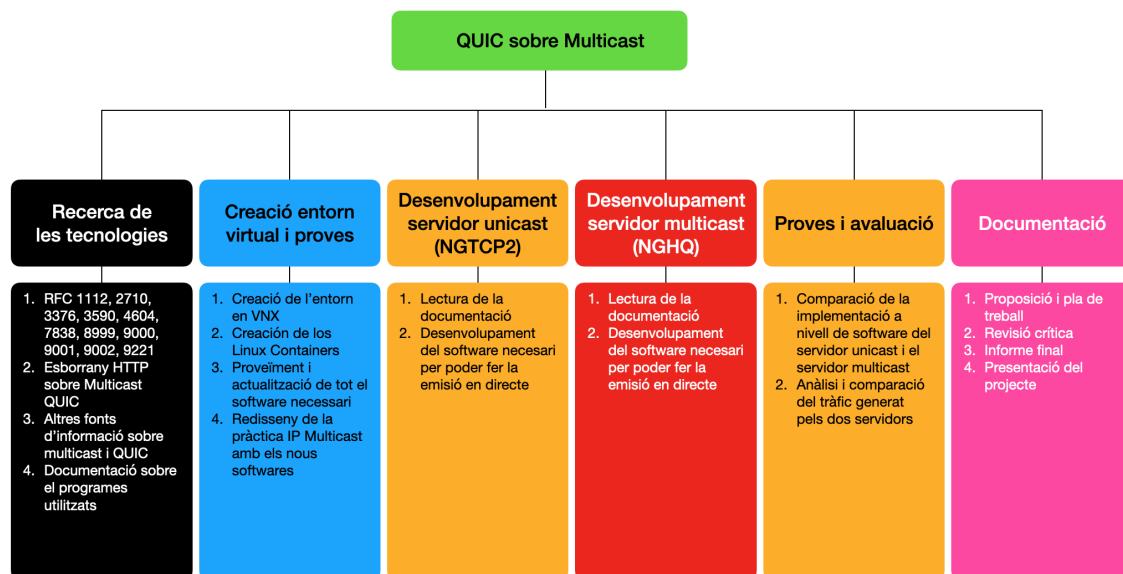 QUIC sobre Multicast
Recerca de
les tecnologies
1. RFC 1112, 2710,
3376, 3590, 4604,
7838, 8999, 9000,
9001, 9002, 9221
2. Esborrany HTTP
sobre Multicast
QUIC
3. Altres fonts
d'informació sobre
multicast i QUIC
4. Documentació sobre
el programes
utilitzats
Creació entorn
virtual i proves
1. Creació de l'entorn
en VNX
2. Creación de los
Linux Containers
3. Proveïment i
actualització de tot el
software necessari
4. Redisseny de la
pràctica IP Multicast
amb els nous
softwares
Desenvolupament
servidor unicast
(NGTCP2)
1. Lectura de la
documentació
2. Desenvolupament
del software necesari
per poder fer la
emisió en directe
Desenvolupament
servidor multicast
(NGHQ)
1. Lectura de la
documentació
2. Desenvolupament
del software necesari
per poder fer la
emisió en directe
Proves i avaluació
1. Comparació de la
implementació a
nivell de software del
servidor unicast i el
servidor multicast
2. Anàlisi i comparació
del tràfic generat
pels dos servidors
Documentació
1. Proposició i pla de
treball
2. Revisió crítica
3. Informe final
4. Presentació del
projecte